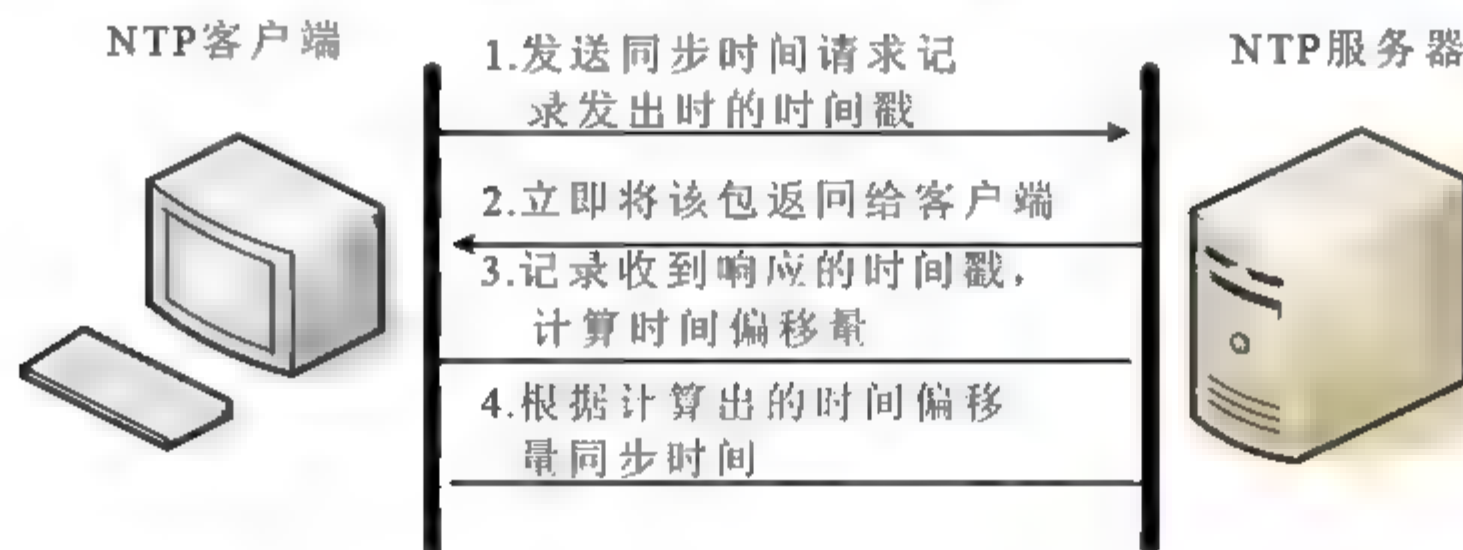 NTP客户端
NTP服务器
1.发送同步时间请求记
录发出时的时间戳
2.立即将该包返回给客户端
3.记录收到响应的时间戳,
计算时间偏移量
4.根据计算出的时间偏移
量同步时间